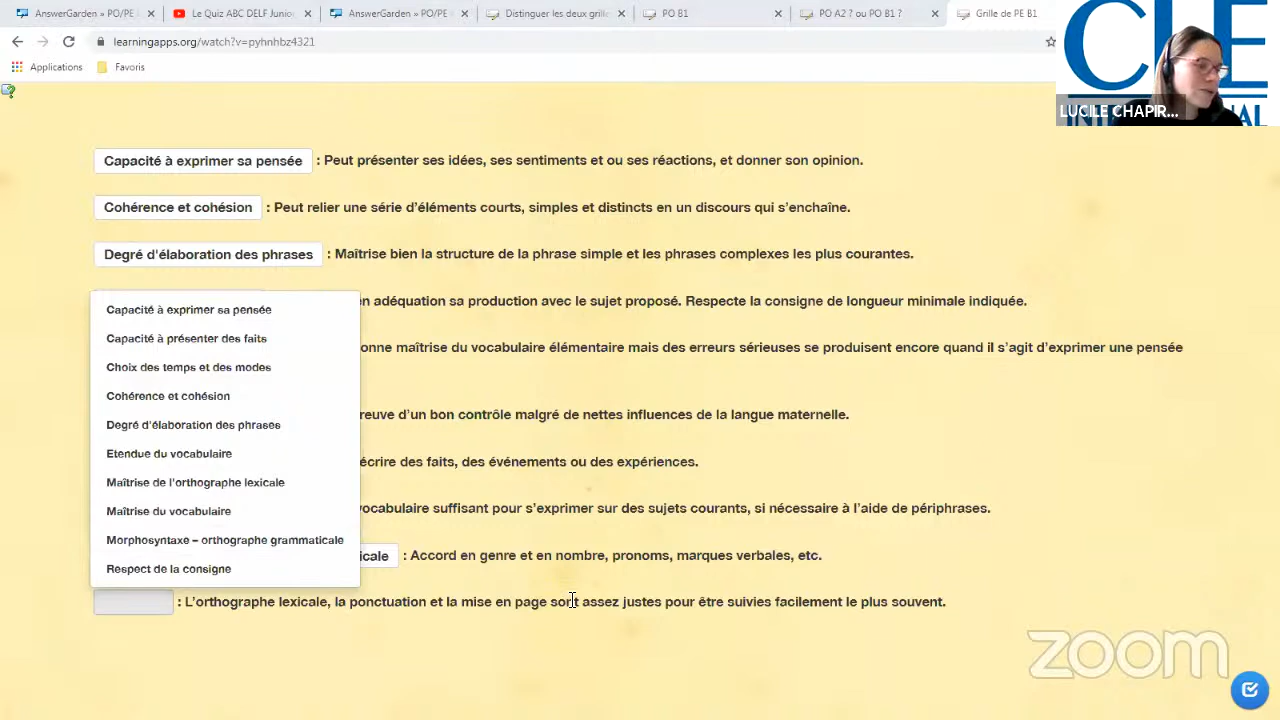 AnswerGarden » PO/PE
Le Quiz ABC DELF Junio
AnswerGarden » PO/PE
Distinguer les deux grille
PO B1
PO A2 ? ou PO B1 ?
Grille de PE B1
learningapps.org/watch?v=pyhnhbz4321
Applications
Favoris
CLE
LUCILE CHAPIR...
Capacité à exprimer sa pensée : Peut présenter ses idées, ses sentiments et ou ses réactions, et donner son opinion.
Cohérence et cohésion : Peut relier une série d'éléments courts, simples et distincts en un discours qui s'enchaîne.
Degré d'élaboration des phrases : Maîtrise bien la structure de la phrase simple et les phrases complexes les plus courantes.
en adéquation sa production avec le sujet proposé. Respecte la consigne de longueur minimale indiquée.
onne maîtrise du vocabulaire élémentaire mais des erreurs sérieuses se produisent encore quand il s'agit d'exprimer une pensée
reuve d'un bon contrôle malgré de nettes influences de la langue maternelle.
écrire des faits, des événements ou des expériences.
vocabulaire suffisant pour s'exprimer sur des sujets courants, si nécessaire à l'aide de périphrases.
icale : Accord en genre et en nombre, pronoms, marques verbales, etc.
: L'orthographe lexicale, la ponctuation et la mise en page sont assez justes pour être suivies facilement le plus souvent.
Capacité à exprimer sa pensée
Capacité à présenter des faits
Choix des temps et des modes
Cohérence et cohésion
Degré d'élaboration des phrases
Etendue du vocabulaire
Maîtrise de l'orthographe lexicale
Maîtrise du vocabulaire
Morphosyntaxe – orthographe grammaticale
Respect de la consigne
zoom